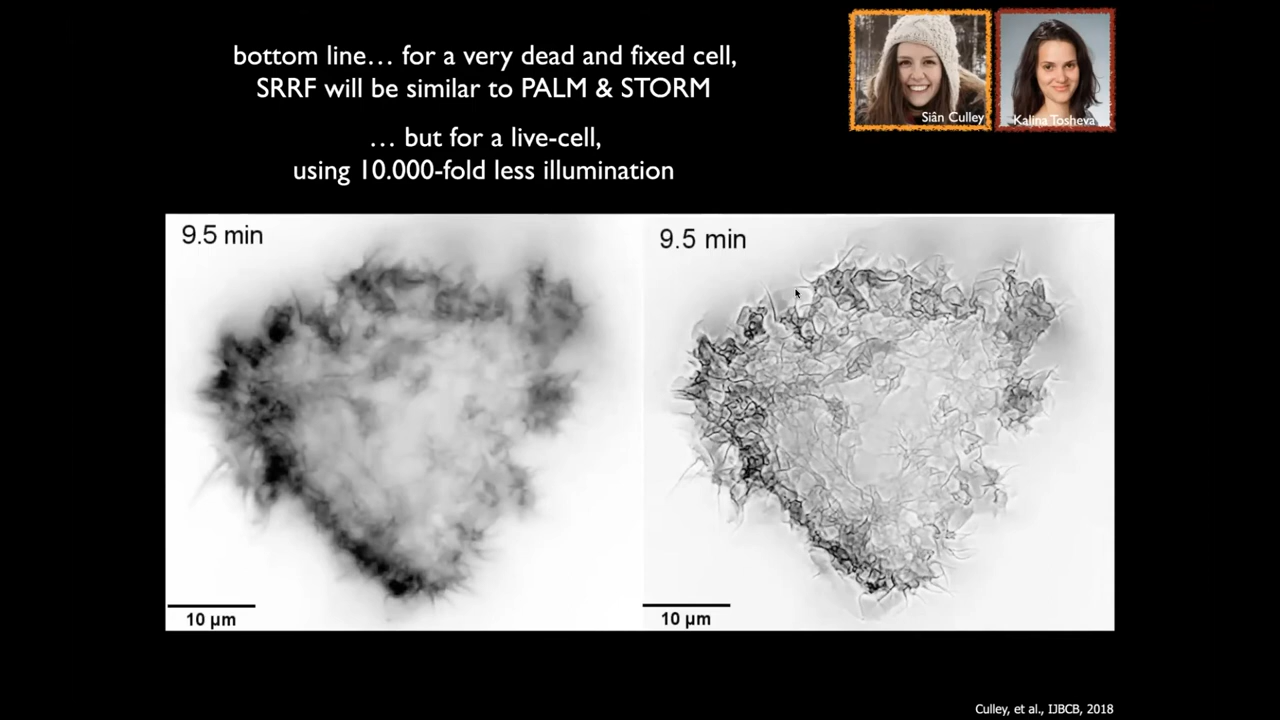 bottom line… for a very dead and fixed cell,
SRRF will be similar to PALM & STORM
… but for a live-cell,
using 10.000-fold less illumination
Siân Culley
Kalina Tosheva
9.5 min
9.5 min
10 µm
10 µm
Culley, et al., IJBCB, 2018